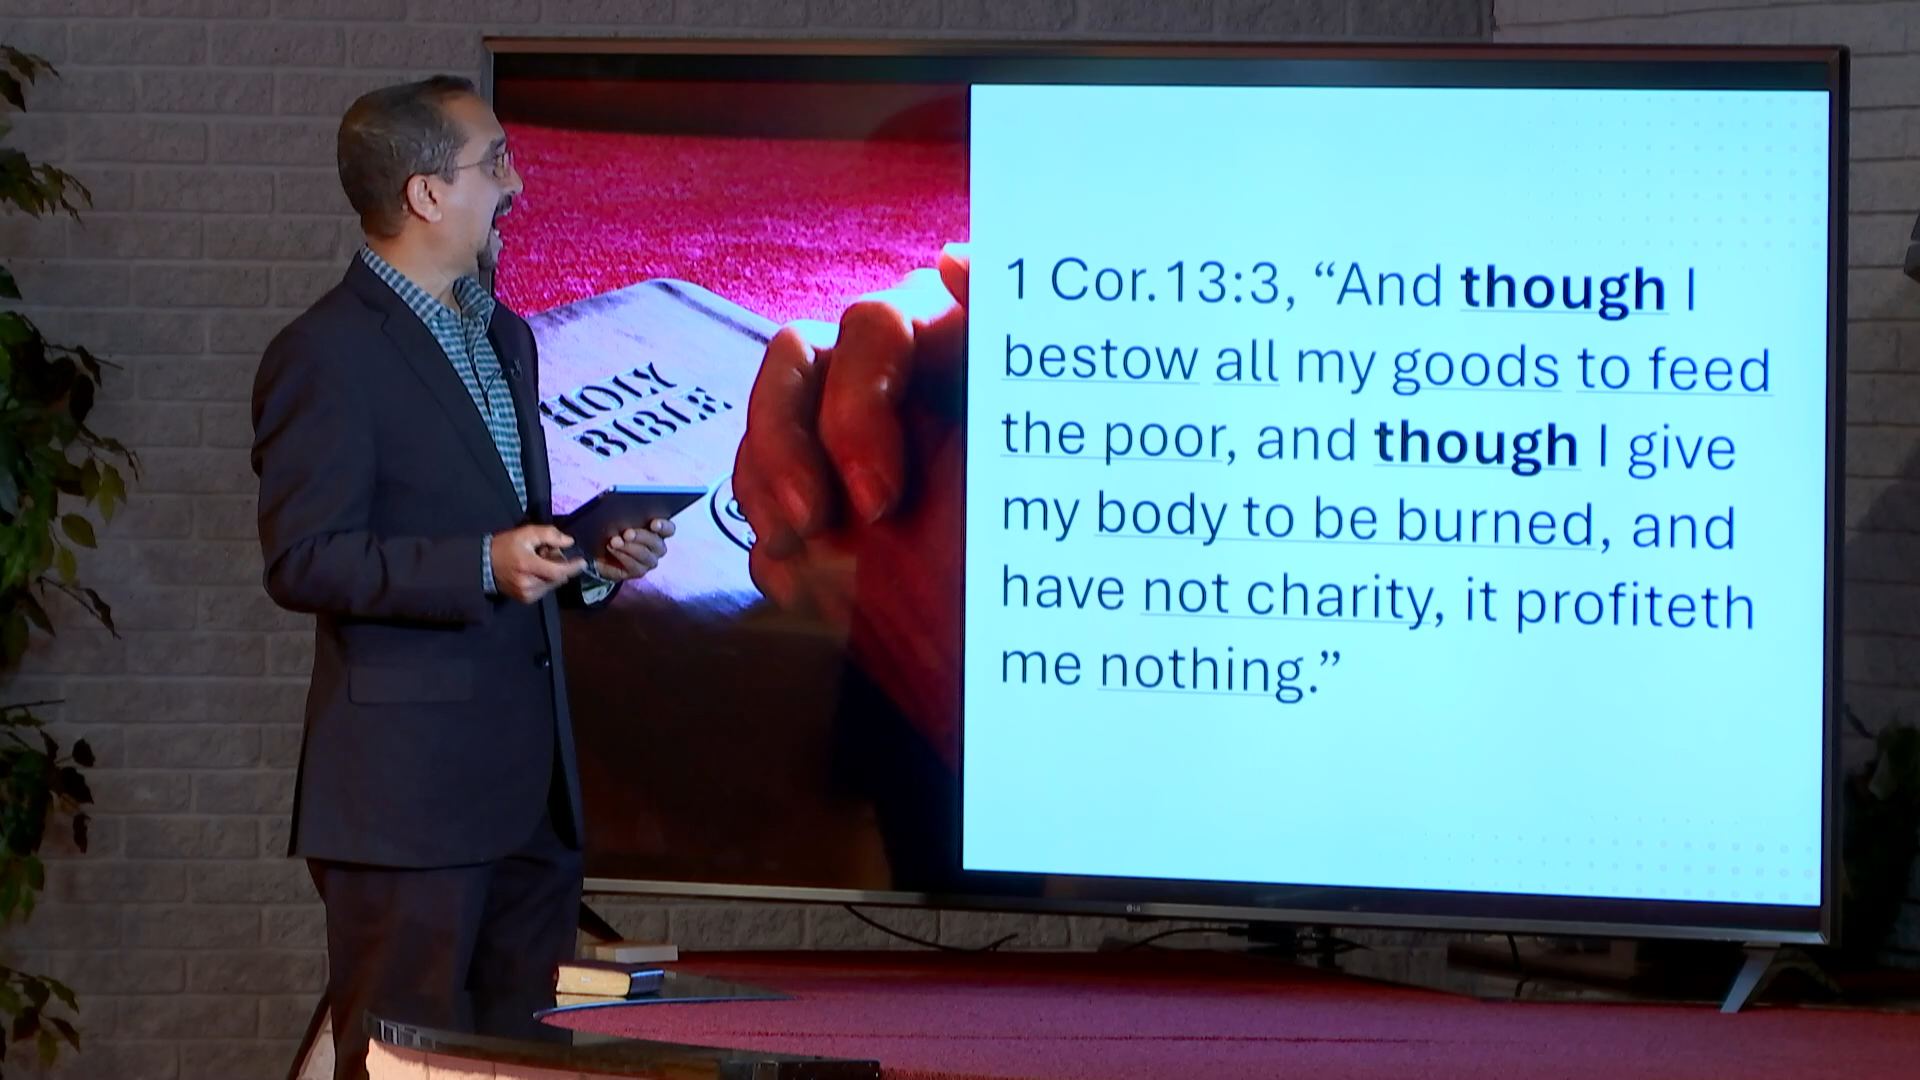 HOLY
BIBLE
1 Cor.13:3, “And though I
bestow all my goods to feed
the poor, and though I give
my body to be burned, and
have not charity, it profiteth
me nothing.”
LG